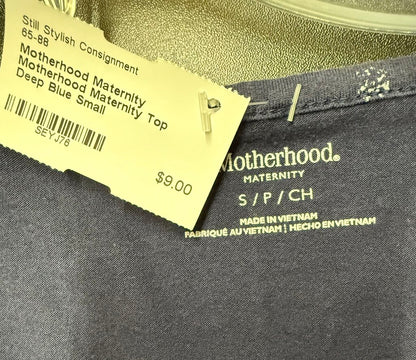 Still Stylish Consignment
65-88
Motherhood Maternity
Motherhood Maternity Top
Deep Blue Small
SEYJ76
$9.00
Motherhood®
MATERNITY
S / P / CH
MADE IN VIETNAM
FABRIQUÉ AU VIETNAM | HECHO EN VIETNAM